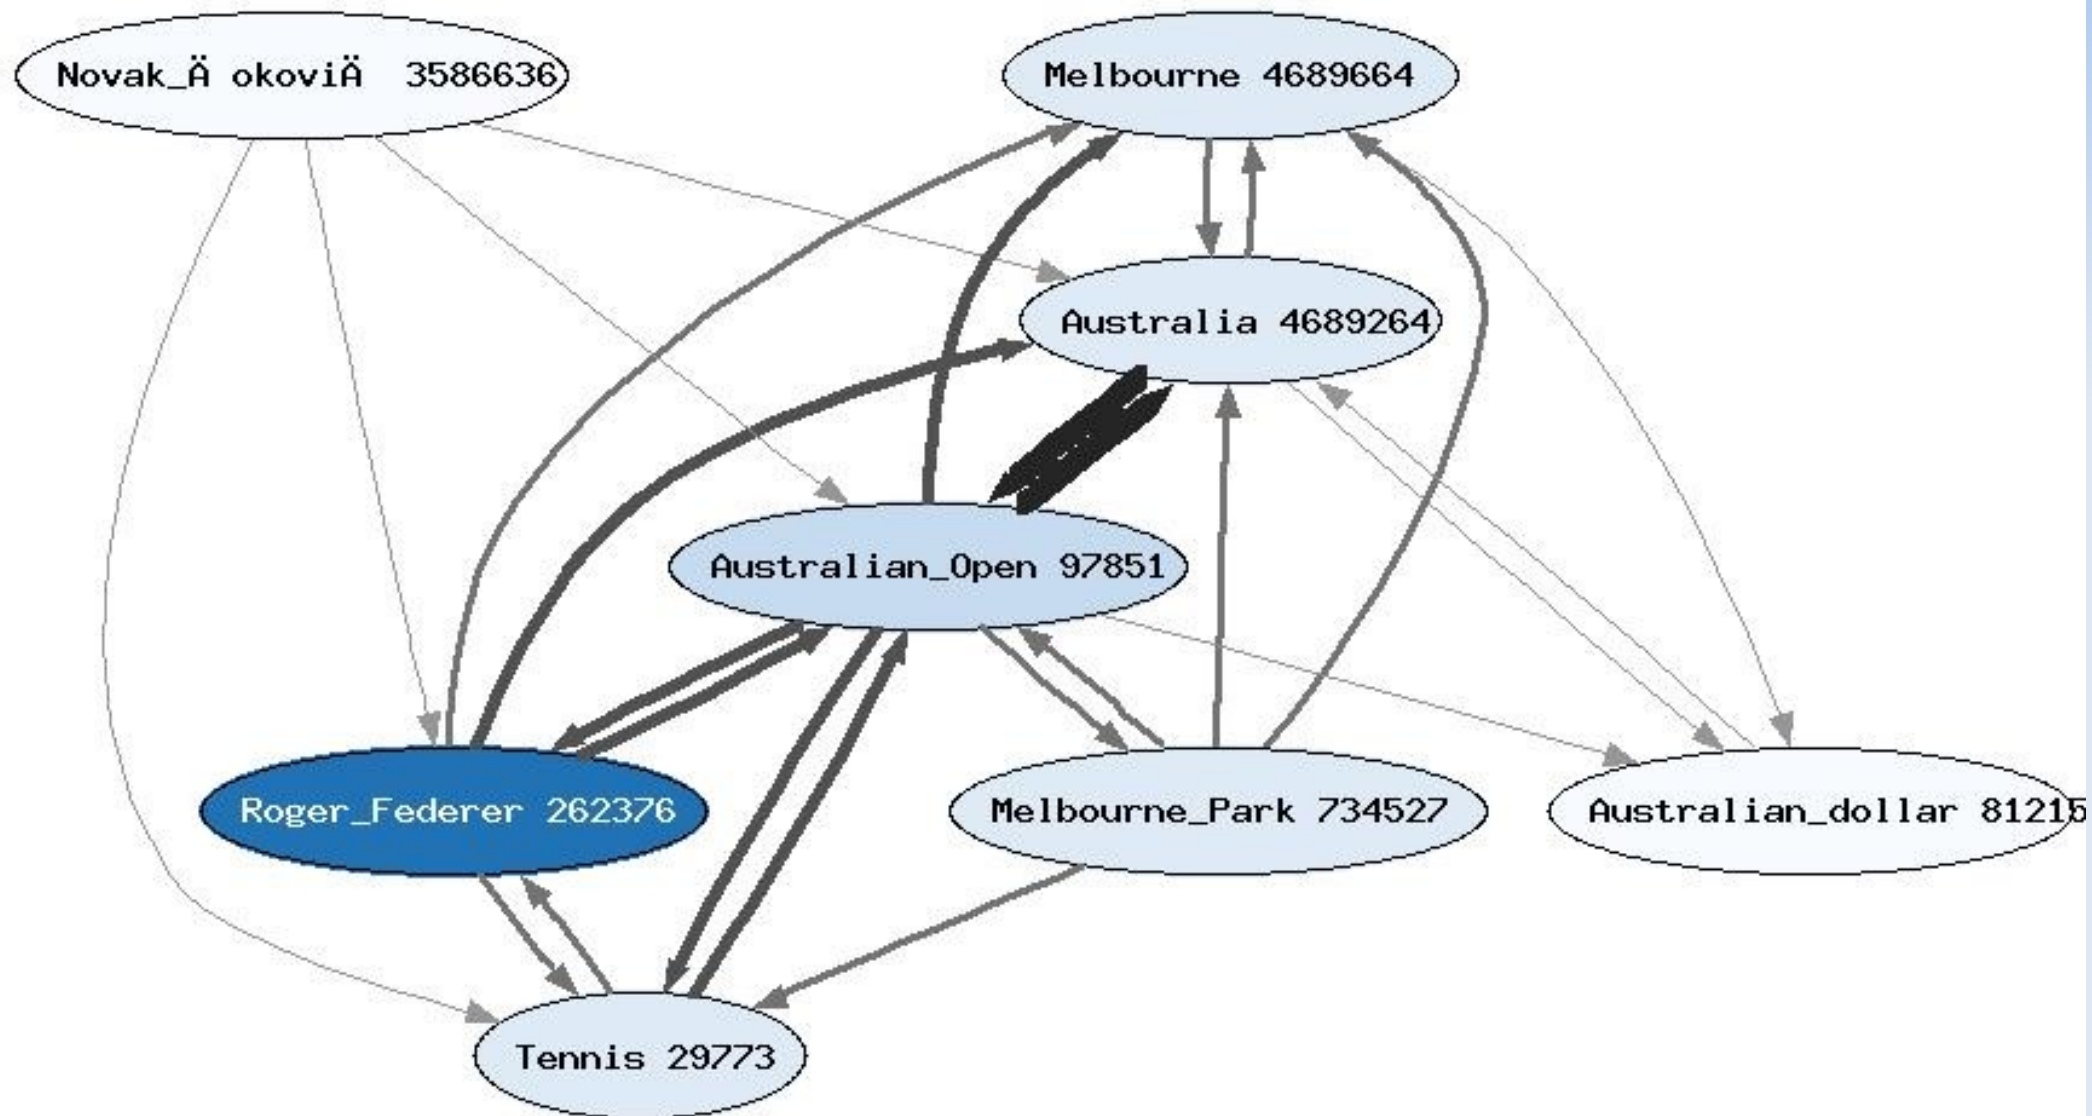 Novak_Ä okoviÄ 3586636
Melbourne 4689664
Australia 4689264
Australian_Open 97851
Roger_Federer 262376
Melbourne_Park 734527
Australian_dollar 81215
Tennis 29773